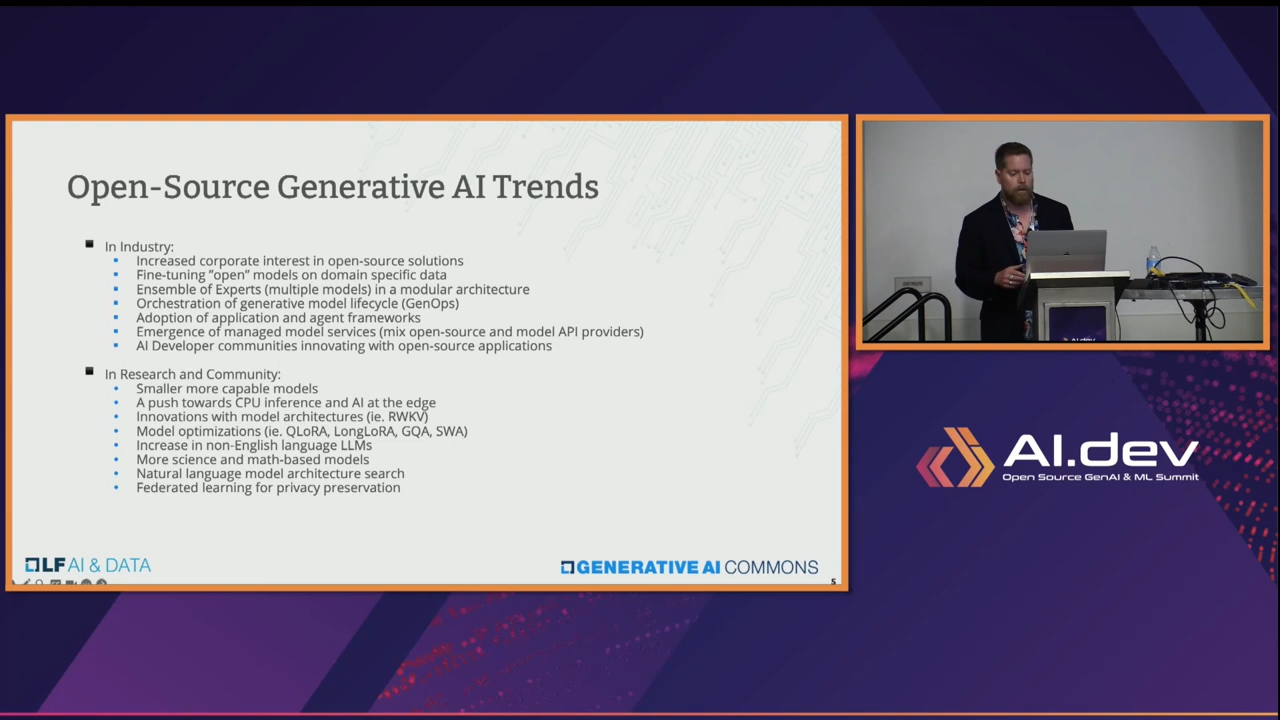 Open-Source Generative AI Trends
In Industry:
Increased corporate interest in open-source solutions
Fine-tuning "open" models on domain specific data
Ensemble of Experts (multiple models) in a modular architecture
Orchestration of generative model lifecycle (GenOps)
Adoption of application and agent frameworks
Emergence of managed model services (mix open-source and model API providers)
AI Developer communities innovating with open-source applications
In Research and Community:
Smaller more capable models
A push towards CPU inference and AI at the edge
Innovations with model architectures (ie. RWKV)
Model optimizations (ie. QLoRA, LongLoRA, GQA, SWA)
Increase in non-English language LLMs
More science and math-based models
Natural language model architecture search
Federated learning for privacy preservation
LF AI & DATA
GENERATIVE AI COMMONS
5
AI.dev
AI.dev
Open Source GenAI & ML Summit